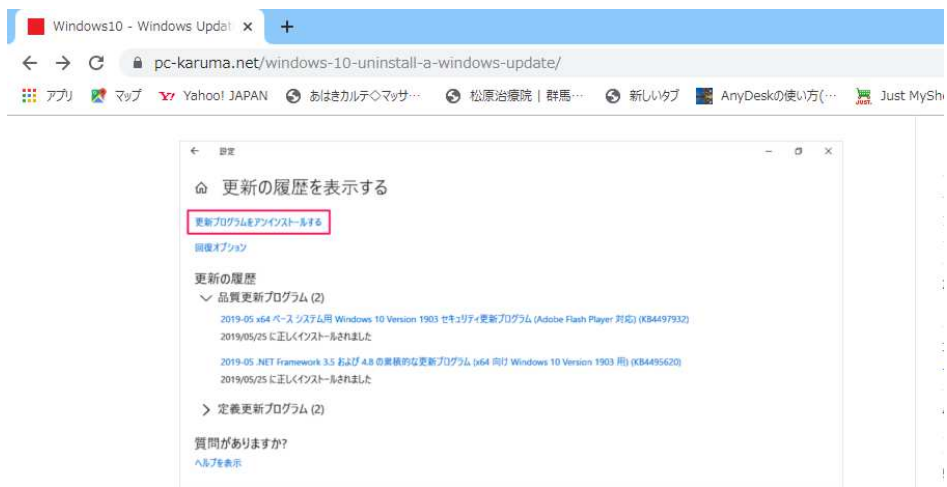 Windows10 - Windows Updat
pc-karuma.net/windows-10-uninstall-a-windows-update/
アプリ マップ Yahoo! JAPAN あはきカルテ◇マッサ… 松原治療院 | 群馬… 新しいタブ AnyDeskの使い方(… Just MySh
設定
更新の履歴を表示する
更新プログラムをアンインストールする
回復オプション
更新の履歴
品質更新プログラム (2)
2019-05 x64 ベース システム用 Windows 10 Version 1903 セキュリティ更新プログラム (Adobe Flash Player 対応) (KB4497932)
2019/05/25 に正しくインストールされました
2019-05 .NET Framework 3.5 および 4.8 の累積的な更新プログラム (x64 向け Windows 10 Version 1903 用) (KB4495620)
2019/05/25 に正しくインストールされました
定義更新プログラム (2)
質問がありますか?
ヘルプを表示